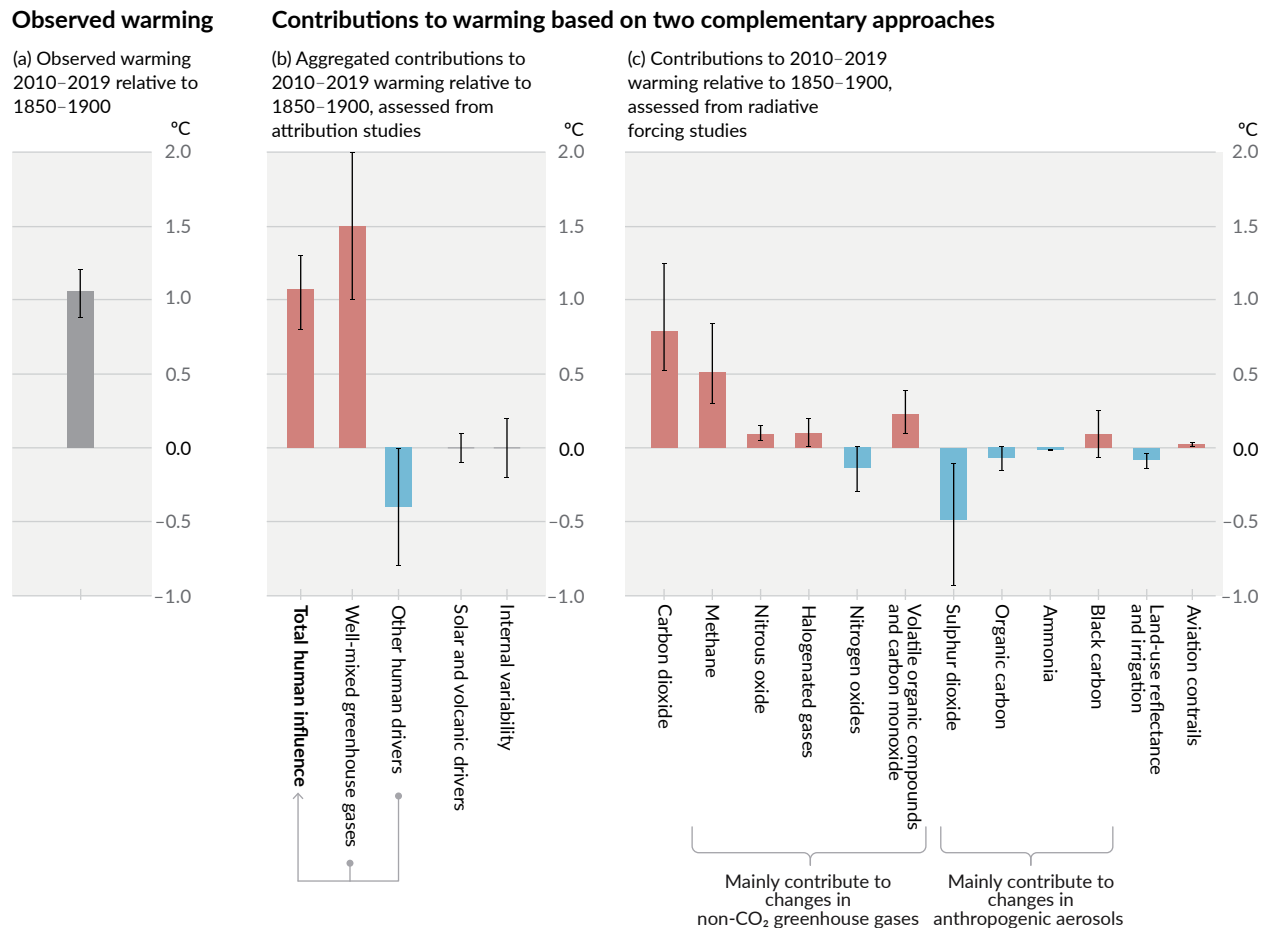 Observed warming
Contributions to warming based on two complementary approaches
(a) Observed warming
2010–2019 relative to
1850–1900
(b) Aggregated contributions to
2010–2019 warming relative to
1850–1900, assessed from
attribution studies
(c) Contributions to 2010–2019
warming relative to 1850–1900,
assessed from radiative
forcing studies
ºC
2.0
1.5
1.0
0.5
0.0
–0.5
–1.0
ºC
2.0
1.5
1.0
0.5
0.0
–0.5
–1.0
ºC
2.0
1.5
1.0
0.5
0.0
–0.5
–1.0
Total human influence
Well-mixed greenhouse gases
Other human drivers
Solar and volcanic drivers
Internal variability
Carbon dioxide
Methane
Nitrous oxide
Halogenated gases
Nitrogen oxides
Volatile organic compounds
and carbon monoxide
Sulphur dioxide
Organic carbon
Ammonia
Black carbon
Land-use reflectance
and irrigation
Aviation contrails
Mainly contribute to
changes in
non-CO₂ greenhouse gases
Mainly contribute to
changes in
anthropogenic aerosols